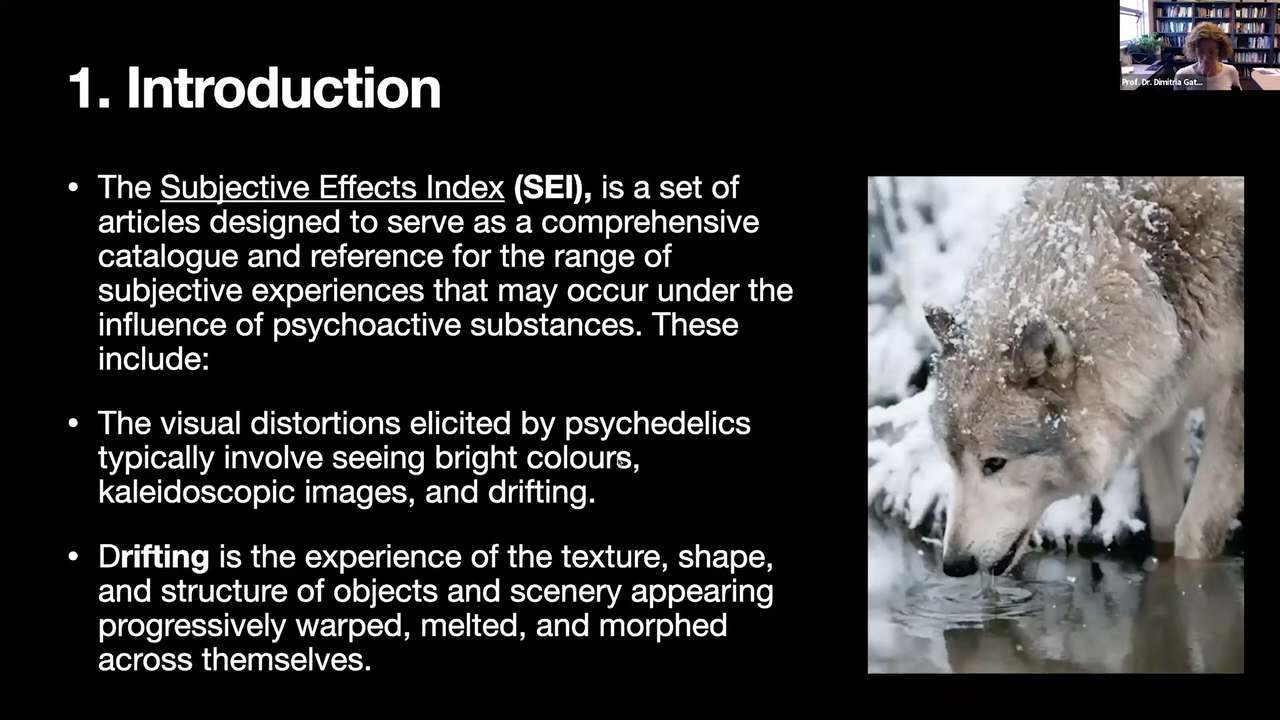 Prof. Dr. Dimitria Gat...
1. Introduction
• The Subjective Effects Index (SEI), is a set of
articles designed to serve as a comprehensive
catalogue and reference for the range of
subjective experiences that may occur under the
influence of psychoactive substances. These
include:
• The visual distortions elicited by psychedelics
typically involve seeing bright colours,
kaleidoscopic images, and drifting.
• Drifting is the experience of the texture, shape,
and structure of objects and scenery appearing
progressively warped, melted, and morphed
across themselves.